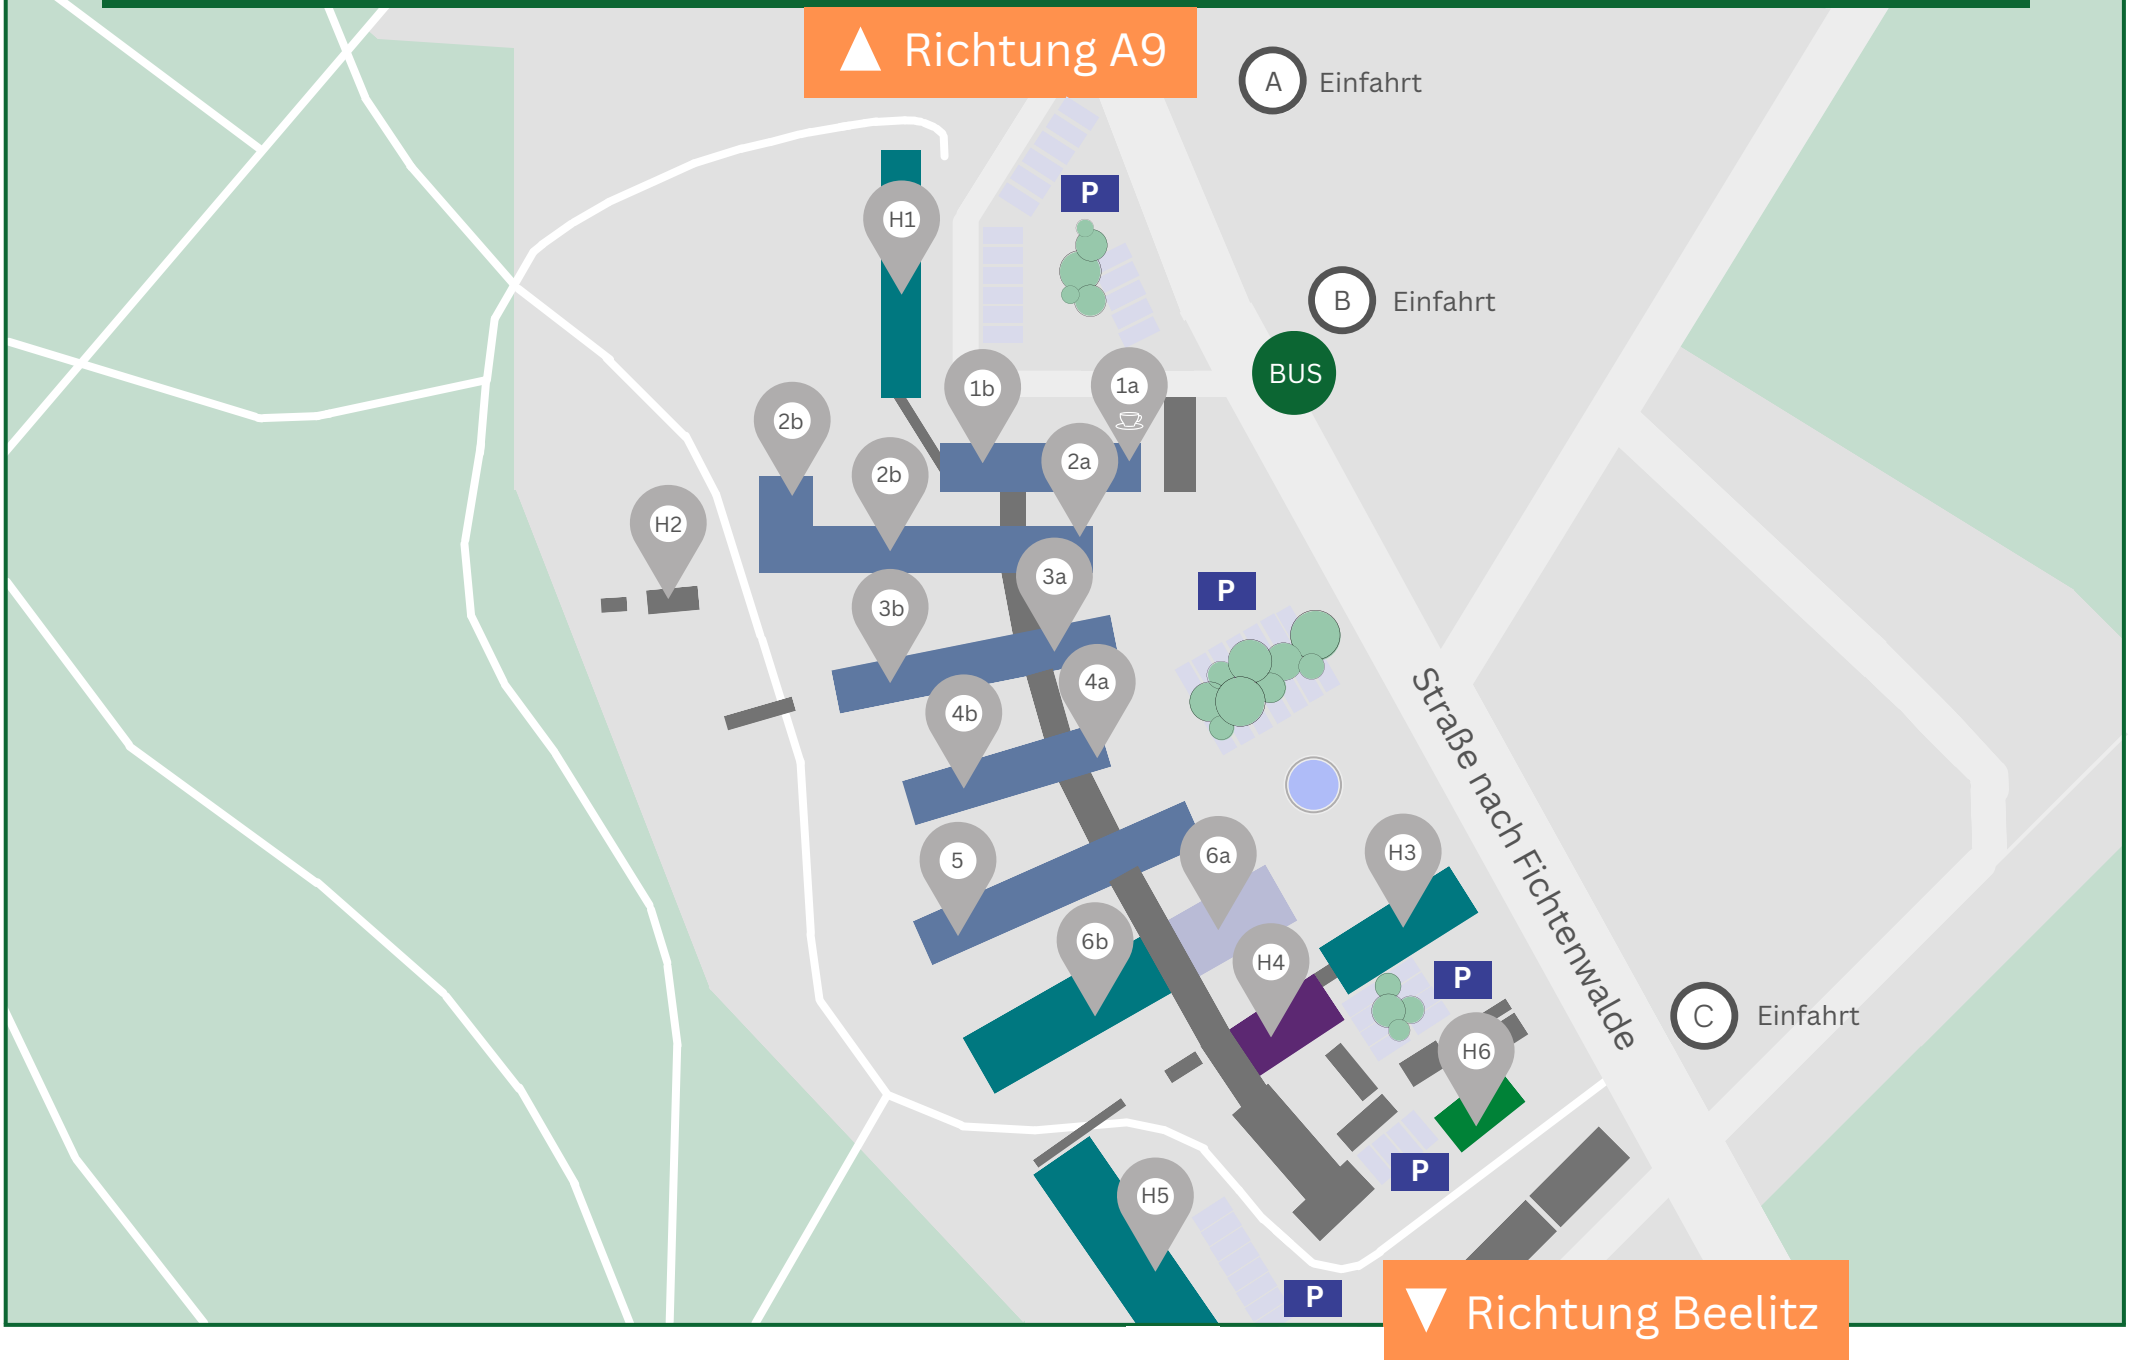 Richtung A9
A Einfahrt
P
H1
B Einfahrt
BUS
1b
1a
2b
2a
2b
H2
3a
P
3b
4a
4b
Straße nach Fichtenwalde
5
6a
H3
6b
H4
P
C Einfahrt
H6
P
H5
P
Richtung Beelitz